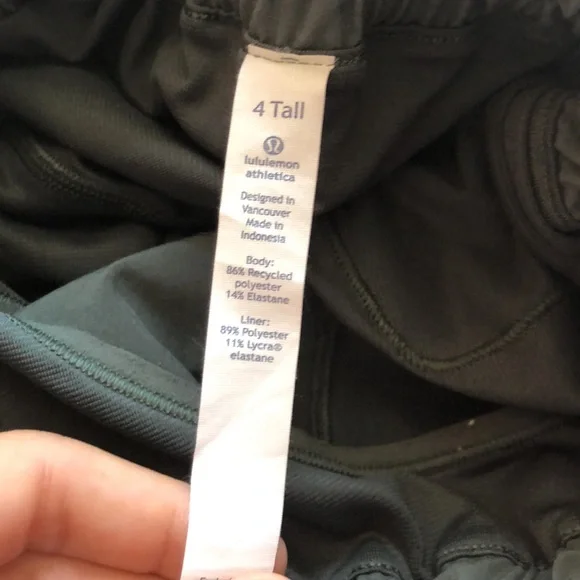 4 Tall
lululemon
athletica
Designed in
Vancouver
Made in
Indonesia
Body:
86% Recycled
polyester
14% Elastane
Liner:
89% Polyester
11% Lycra®
elastane